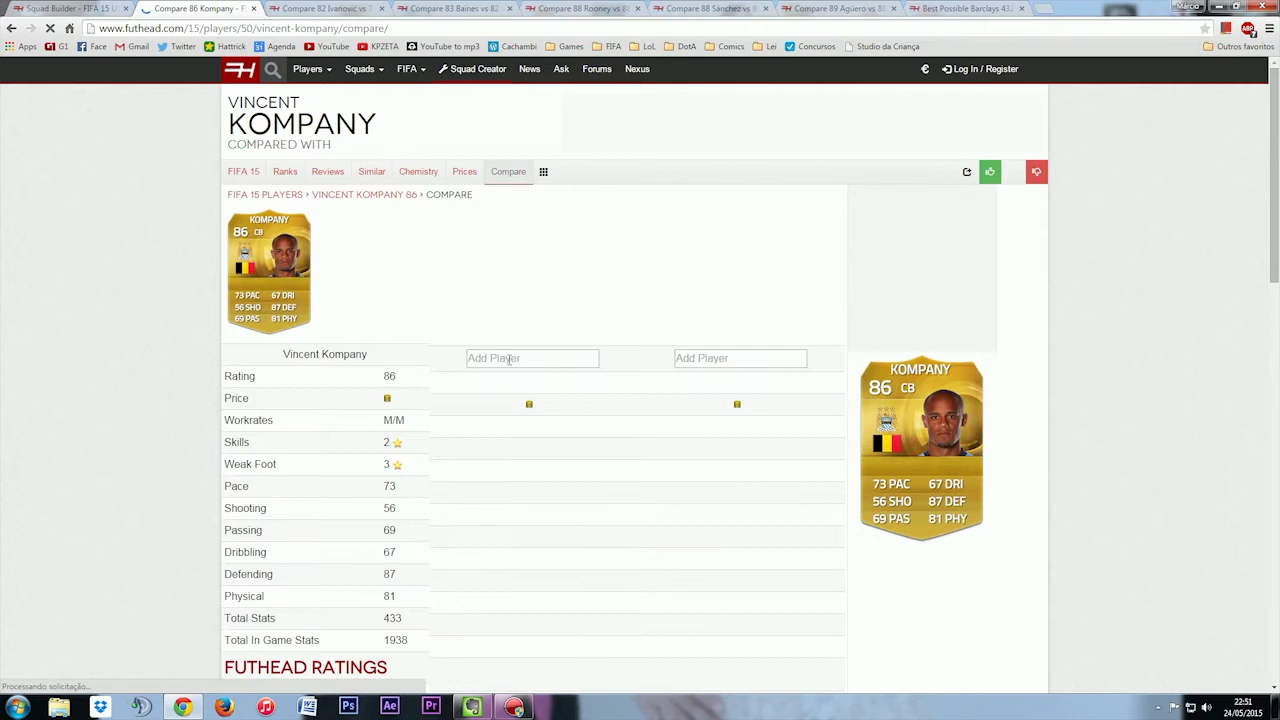 Squad Builder - FIFA 15 U
Compare 86 Kompany -
Compare 82 Ivanović vs 7
Compare 83 Baines vs 82
Compare 88 Rooney vs 8
Compare 88 Sánchez vs
Compare 89 Agüero vs 8
Best Possible Barclays 433
Marcio
www.futhead.com/15/players/50/vincent-kompany/compare/
Apps G1 Face Gmail Twitter Hattrick Agenda YouTube KPZETA YouTube to mp3 Cachambi Games FIFA LoL DotA Comics Lei Concursos Studio da Criança Outros favoritos
Players Squads FIFA Squad Creator News Ask Forums Nexus Log In / Register
VINCENT
KOMPANY
COMPARED WITH
FIFA 15 Ranks Reviews Similar Chemistry Prices Compare
FIFA 15 PLAYERS > VINCENT KOMPANY 86 > COMPARE
KOMPANY
86 CB
73 PAC 67 DRI
56 SHO 87 DEF
69 PAS 81 PHY
Vincent Kompany Add Player Add Player
Rating 86
Price
Workrates M/M
Skills 2
Weak Foot 3
Pace 73
Shooting 56
Passing 69
Dribbling 67
Defending 87
Physical 81
Total Stats 433
Total In Game Stats 1938
FUTHEAD RATINGS
KOMPANY
86 CB
73 PAC 67 DRI
56 SHO 87 DEF
69 PAS 81 PHY
Processando solicitação...
Ps Ae Pr
22:51
24/05/2015